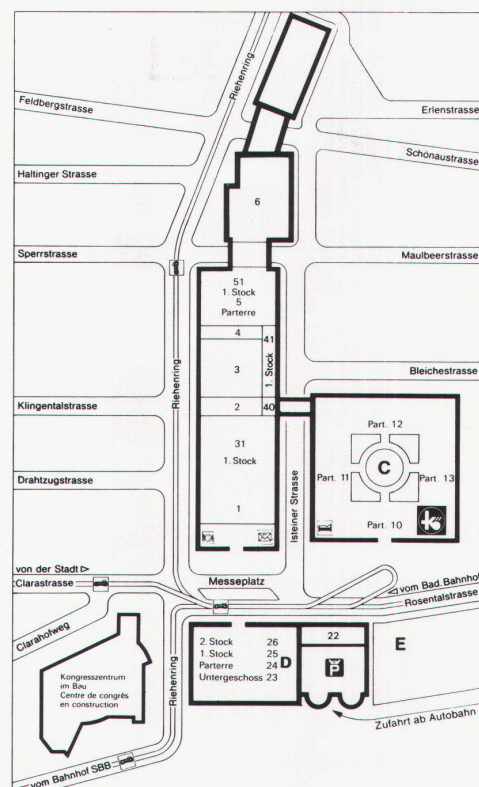 Riehenring
Feldbergstrasse
Erlenstrasse
Schönaustrasse
Haltinger Strasse
6
Sperrstrasse
Maulbeerstrasse
51
1. Stock
5
Parterre
4
41
3
1. Stock
Riehenring
Bleichestrasse
2
40
Klingentalstrasse
Part. 12
31
1. Stock
C
Part. 11
Part. 13
Drahtzugstrasse
Isteiner Strasse
1
Part. 10
von der Stadt
Clarastrasse
Messeplatz
vom Bad. Bahnhof
Rosentalstrasse
Clarahofweg
2. Stock 26
1. Stock 25
Parterre 24
Untergeschoss 23
D
22
P
E
Kongresszentrum
im Bau
Centre de congrès
en construction
Riehenring
Zufahrt ab Autobahn
vom Bahnhof SBB